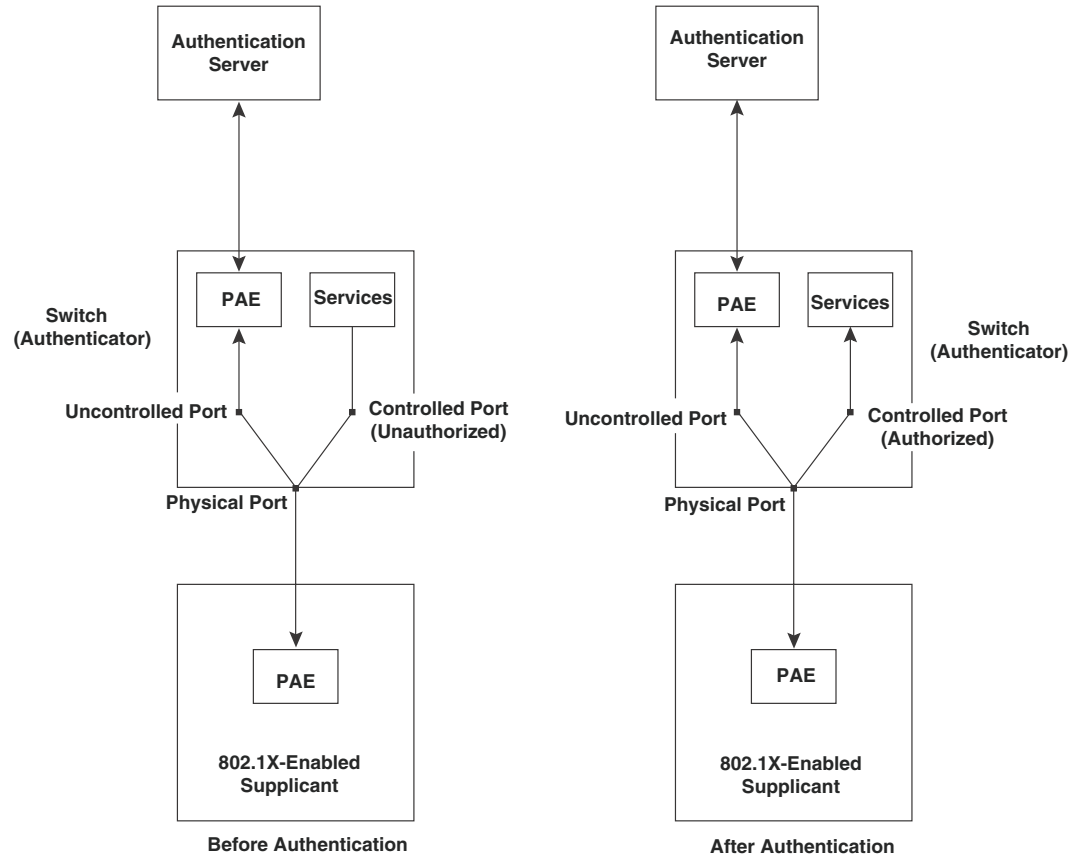 Authentication
Server
PAE
Services
Switch
(Authenticator)
Uncontrolled Port
Controlled Port
(Unauthorized)
Physical Port
PAE
802.1X-Enabled
Supplicant
Before Authentication
Authentication
Server
PAE
Services
Switch
(Authenticator)
Uncontrolled Port
Controlled Port
(Authorized)
Physical Port
PAE
802.1X-Enabled
Supplicant
After Authentication